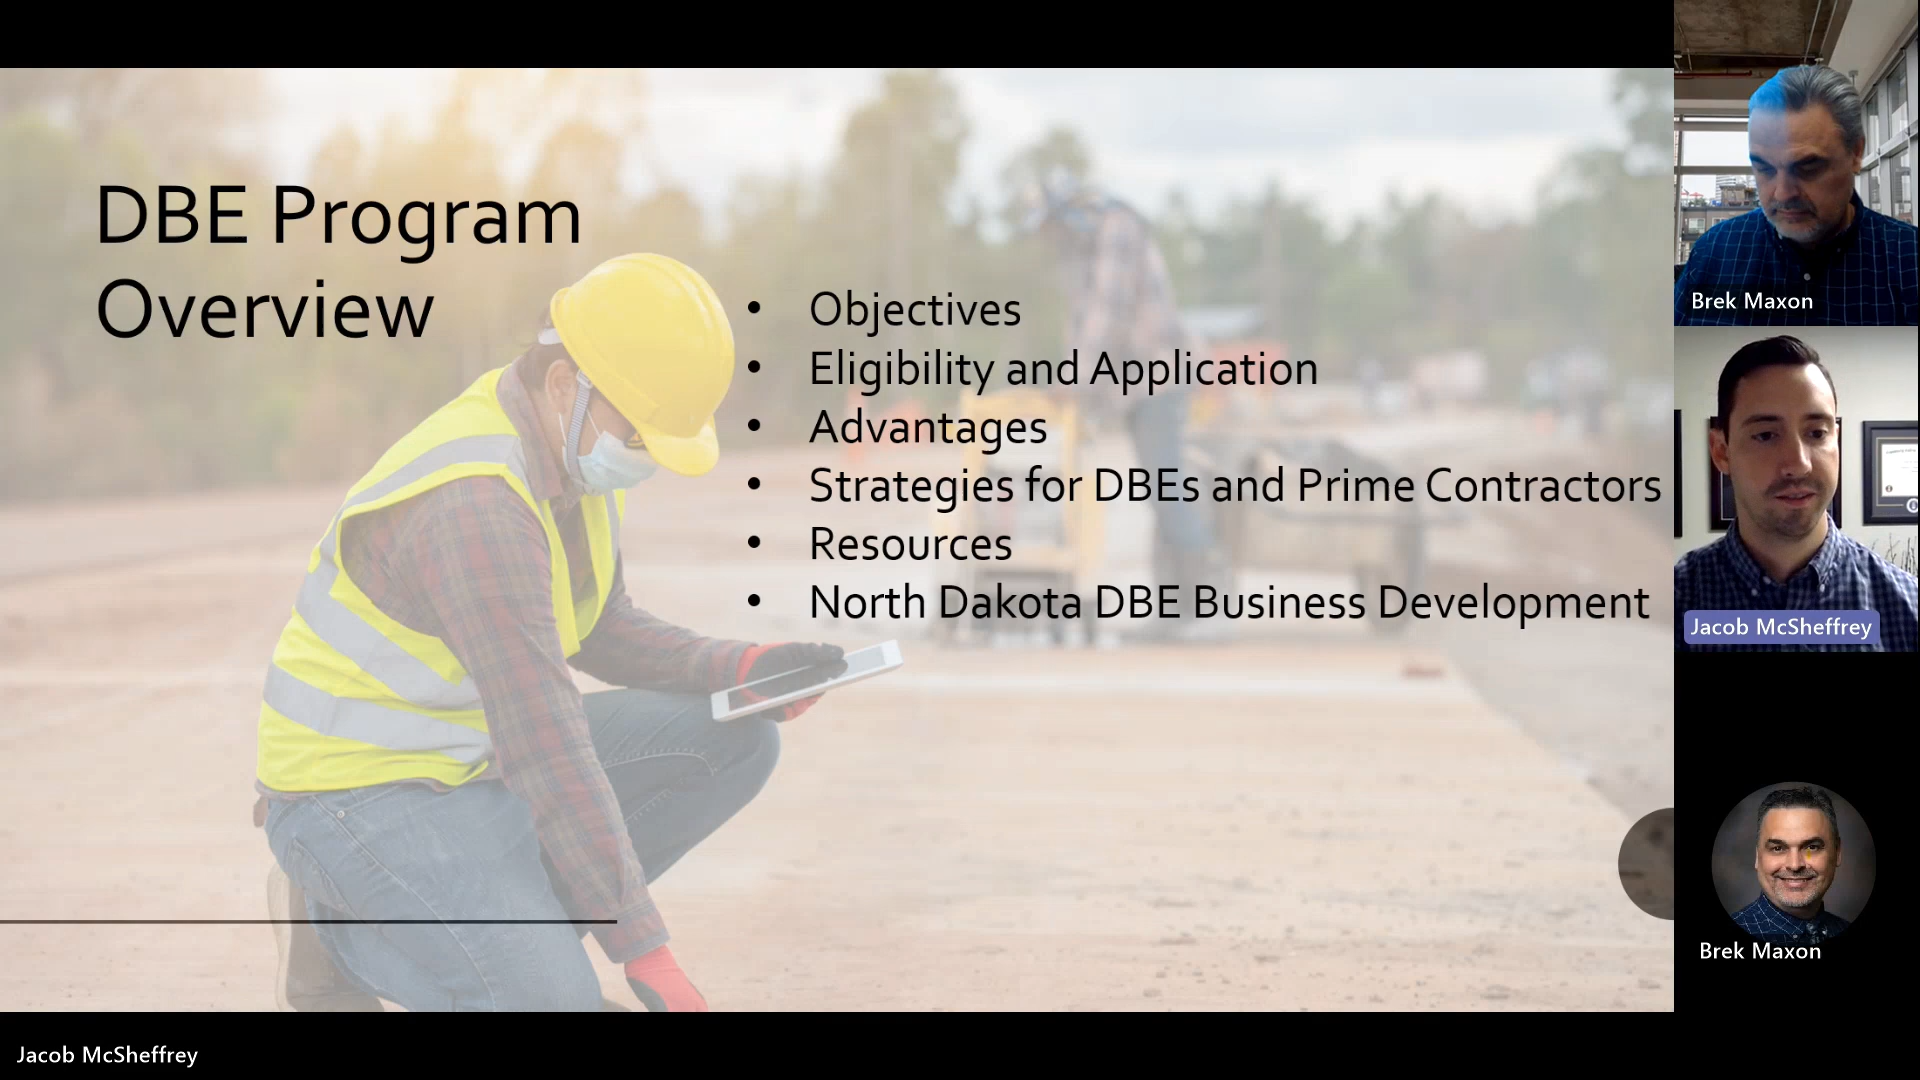 DBE Program
Overview
• Objectives
• Eligibility and Application
• Advantages
• Strategies for DBEs and Prime Contractors
• Resources
• North Dakota DBE Business Development
Brek Maxon
Jacob McSheffrey
Brek Maxon
Jacob McSheffrey